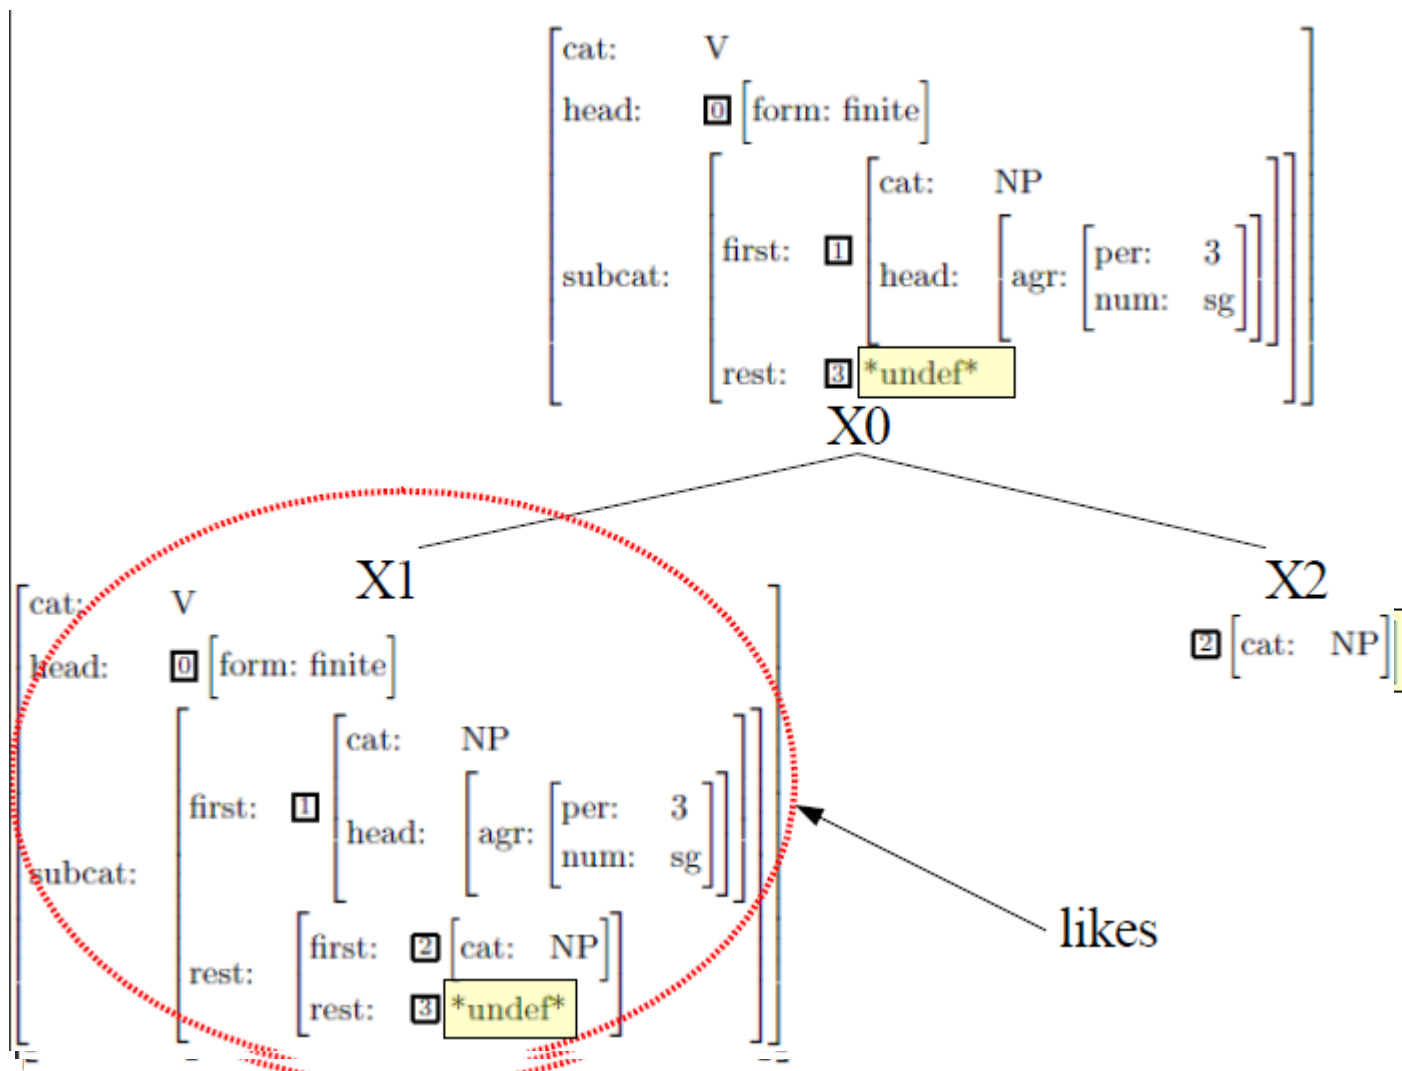 cat: V
head: 0 [form: finite]
cat: NP
first: 1
per: 3
head: agr:
subcat:
num: sg
rest: 3 *undef*
X0
X1
X2
cat: V
2 [cat: NP]
head: 0 [form: finite]
cat: NP
first: 1
per: 3
head: agr:
num: sg
subcat:
likes
first: 2 [cat: NP]
rest:
rest: 3 *undef*